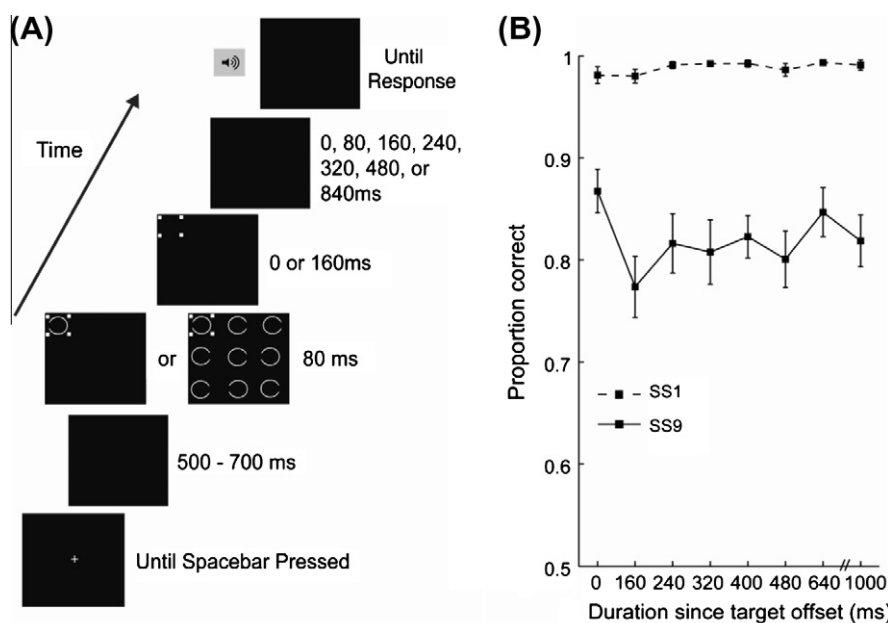 (A)
Until
Response
Time
0, 80, 160, 240,
320, 480, or
840ms
0 or 160ms
or
80 ms
500 - 700 ms
Until Spacebar Pressed
(B)
1
0.9
0.8
0.7
0.6
0.5
Proportion correct
SS1
SS9
0 160 240 320 400 480 640 1000
Duration since target offset (ms)